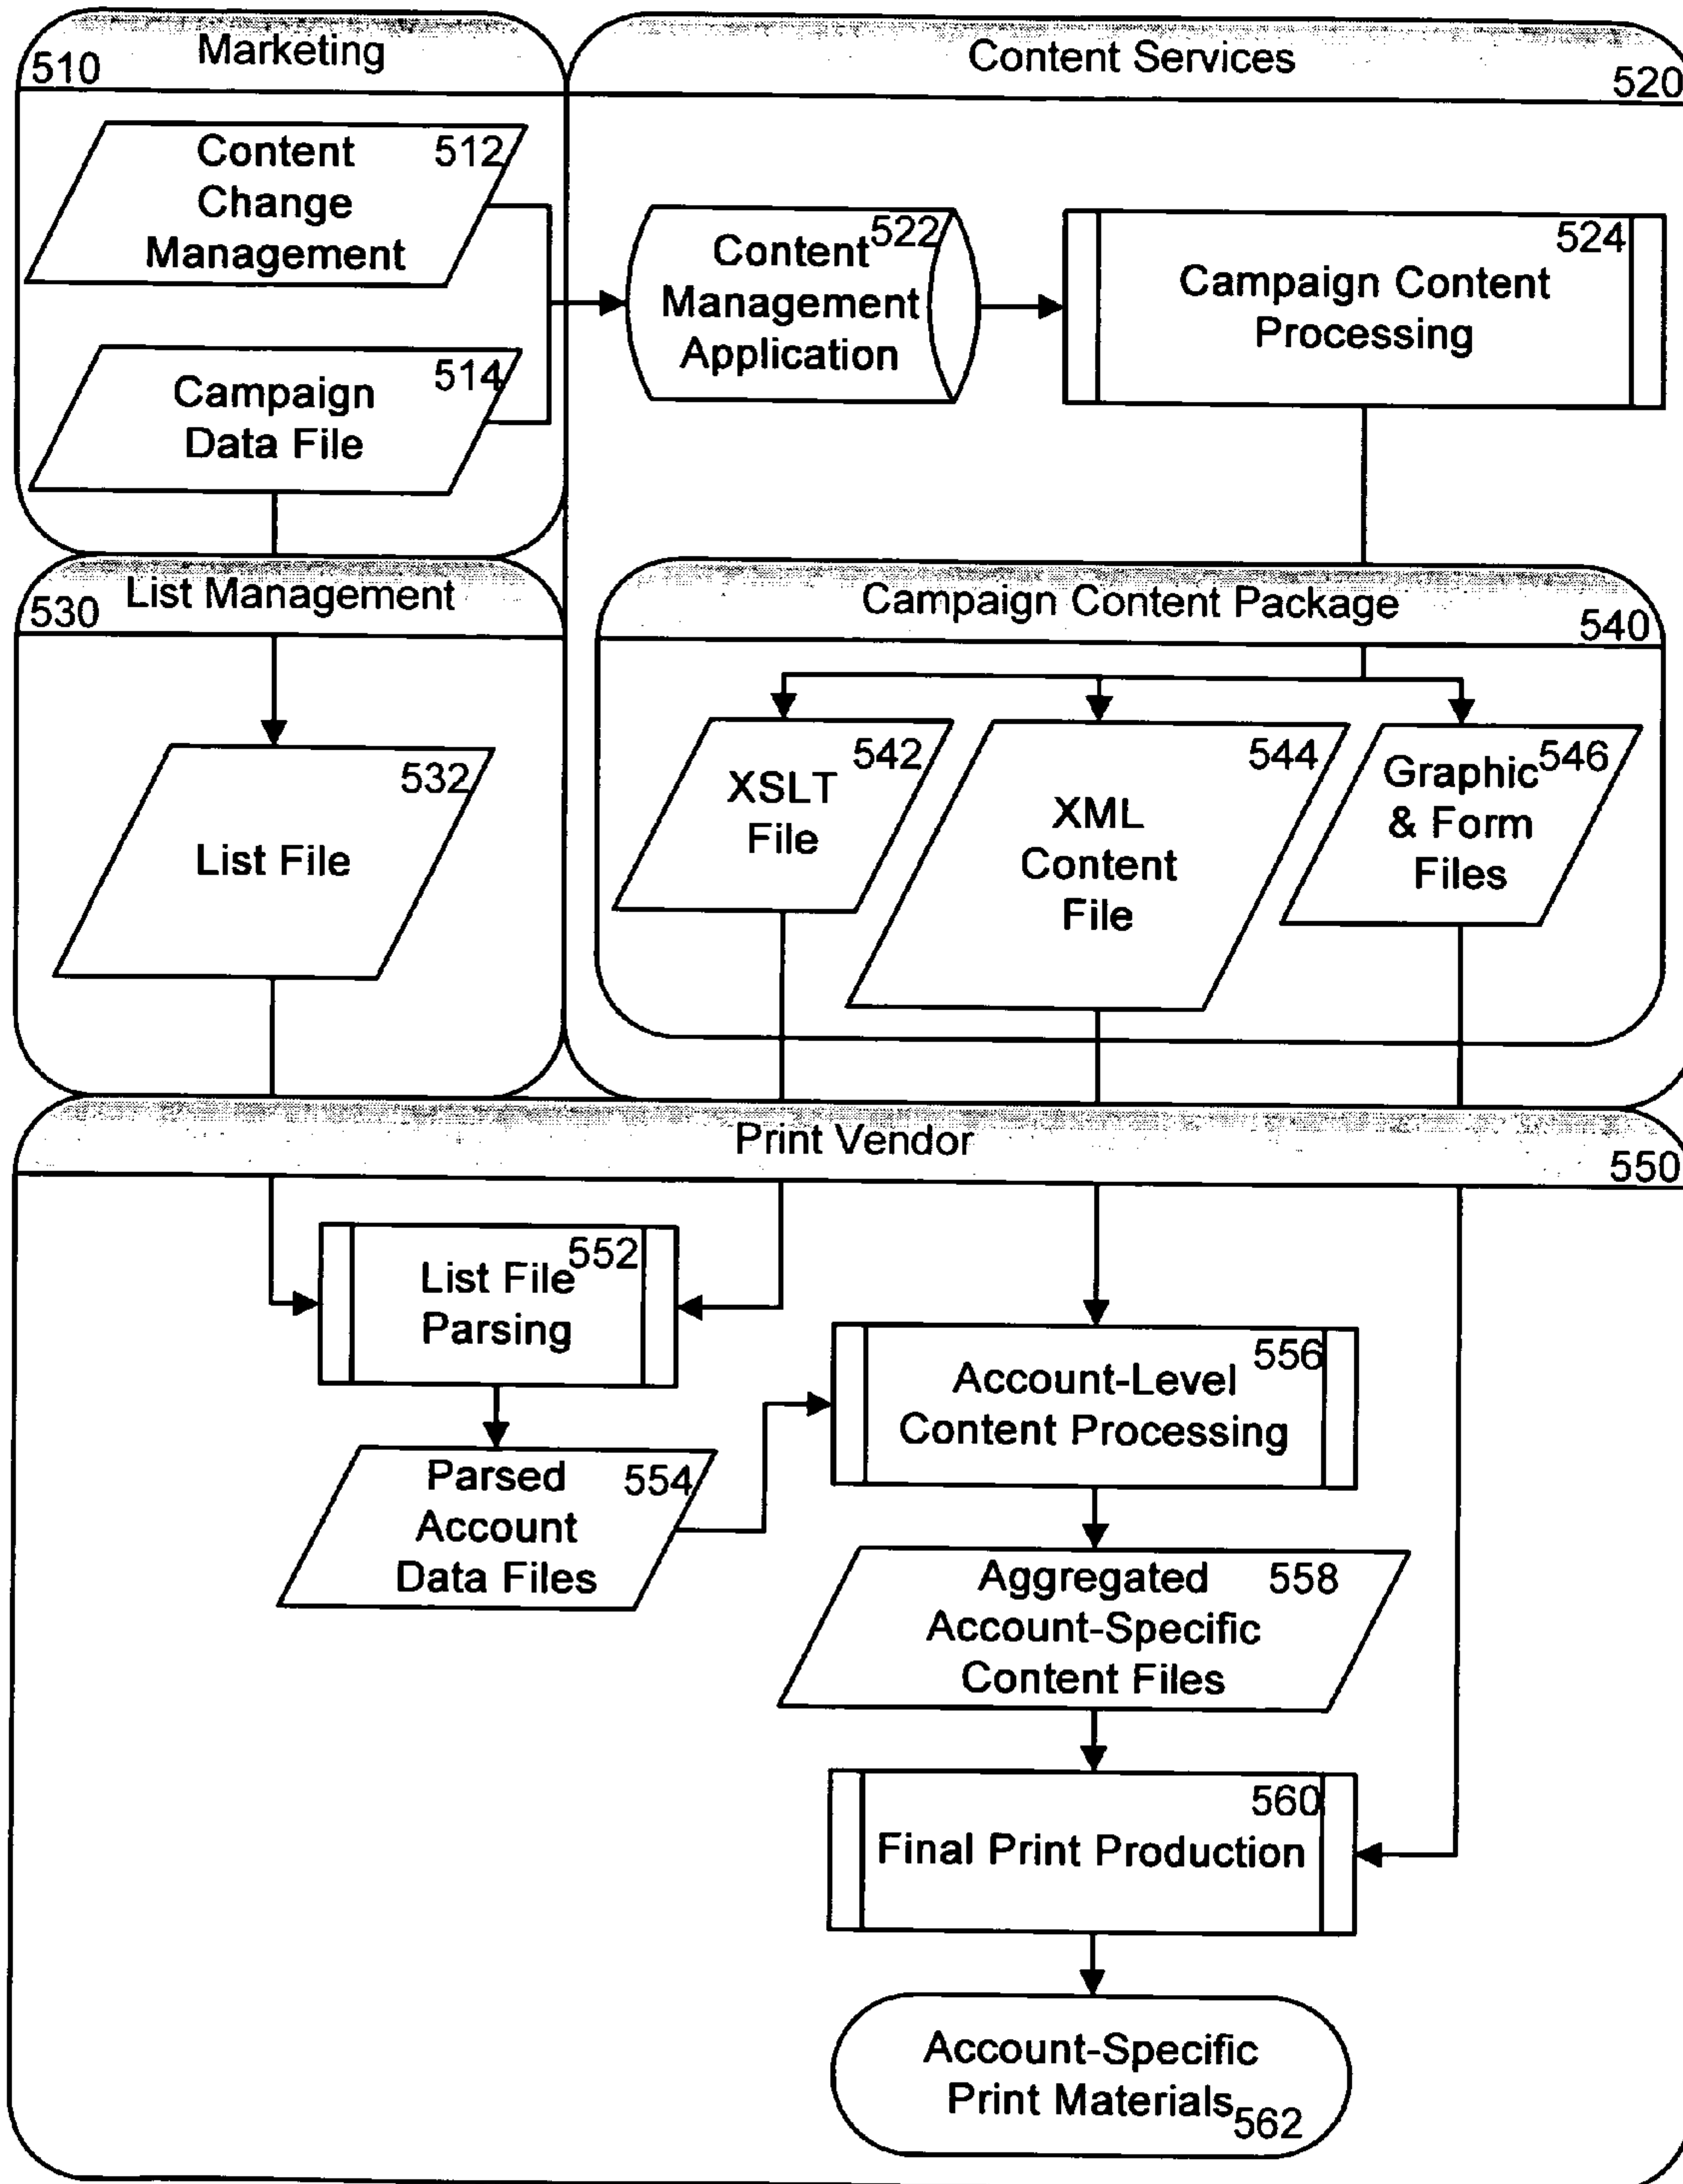 Marketing
510
Content Services
520
Content 512
Change
Management
Campaign 514
Data File
Content 522
Management
Application
524
Campaign Content
Processing
List Management
530
532
List File
Campaign Content Package
540
542
XSLT
File
544
XML
Content
File
Graphic 546
& Form
Files
Print Vendor
550
List File 552
Parsing
Parsed 554
Account
Data Files
556
Account-Level
Content Processing
Aggregated 558
Account-Specific
Content Files
560
Final Print Production
Account-Specific
Print Materials 562